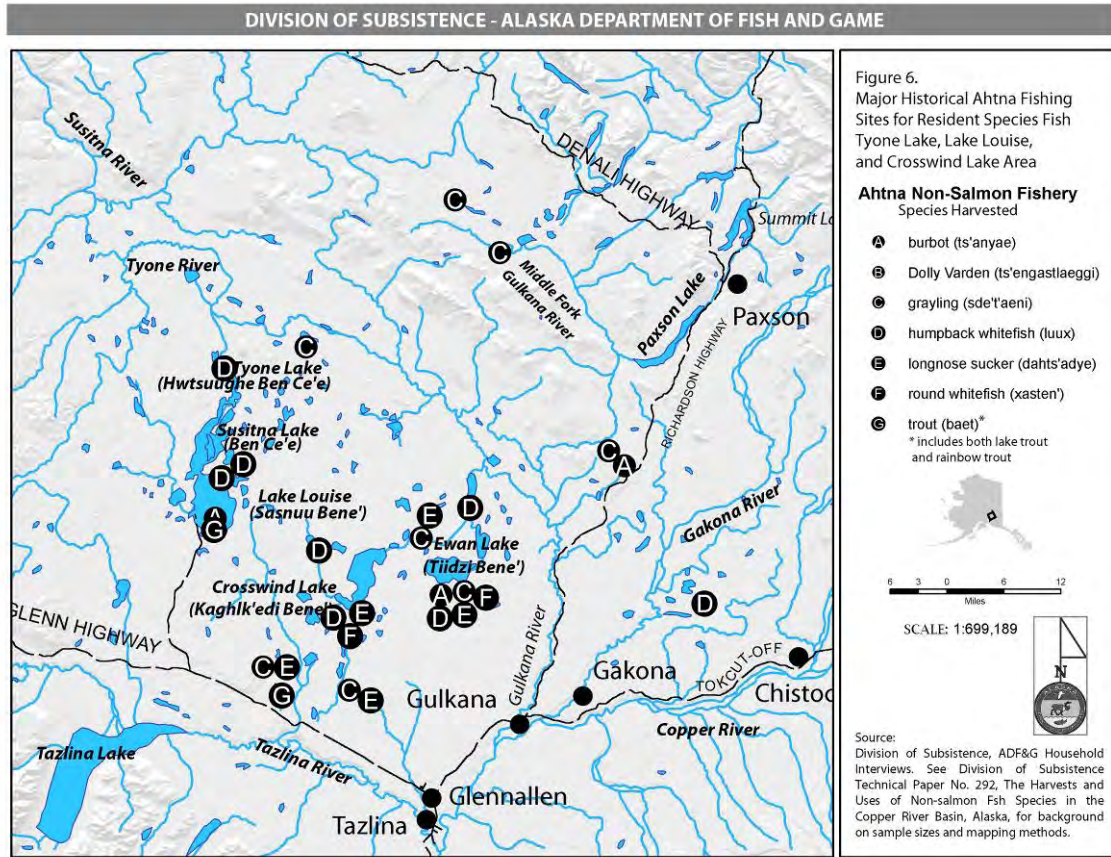 DIVISION OF SUBSISTENCE - ALASKA DEPARTMENT OF FISH AND GAME
Susitna River
DENALI HIGHWAY
C
Summit Lo
Tyone River
C
Middle Fork
Gulkana River
Paxson Lake
Paxson
RICHARDSON HIGHWAY
C
D
Tyone Lake
(Hwtsuughe Ben Ce'e)
Susitna Lake
(Ben Ce'e)
D
D
C
A
Lake Louise
(Sasnuu Bene')
A
G
E
D
C
Gakona River
Ewan Lake
(Tiidzi Bene')
D
Crosswind Lake
(Kaghlk'edi Bene')
A
C
F
D
E
D
E
F
D
GLENN HIGHWAY
C
E
G
C
E
Gulkana
Gulkana River
Gakona
TOK CUT-OFF
Chistoc
Copper River
Tazlina Lake
Tazlina River
Glennallen
Tazlina
Figure 6.
Major Historical Ahtna Fishing
Sites for Resident Species Fish
Tyone Lake, Lake Louise,
and Crosswind Lake Area
Ahtna Non-Salmon Fishery
Species Harvested
A burbot (ts'anyae)
B Dolly Varden (ts'engastlaeggi)
C grayling (sde't'aeni)
D humpback whitefish (luux)
E longnose sucker (dahts'adye)
F round whitefish (xasten')
G trout (baet)*
* includes both lake trout
and rainbow trout
6 3 0 6 12
Miles
SCALE: 1:699,189
N
Source:
Division of Subsistence, ADF&G Household
Interviews. See Division of Subsistence
Technical Paper No. 292, The Harvests and
Uses of Non-salmon Fsh Species in the
Copper River Basin, Alaska, for background
on sample sizes and mapping methods.